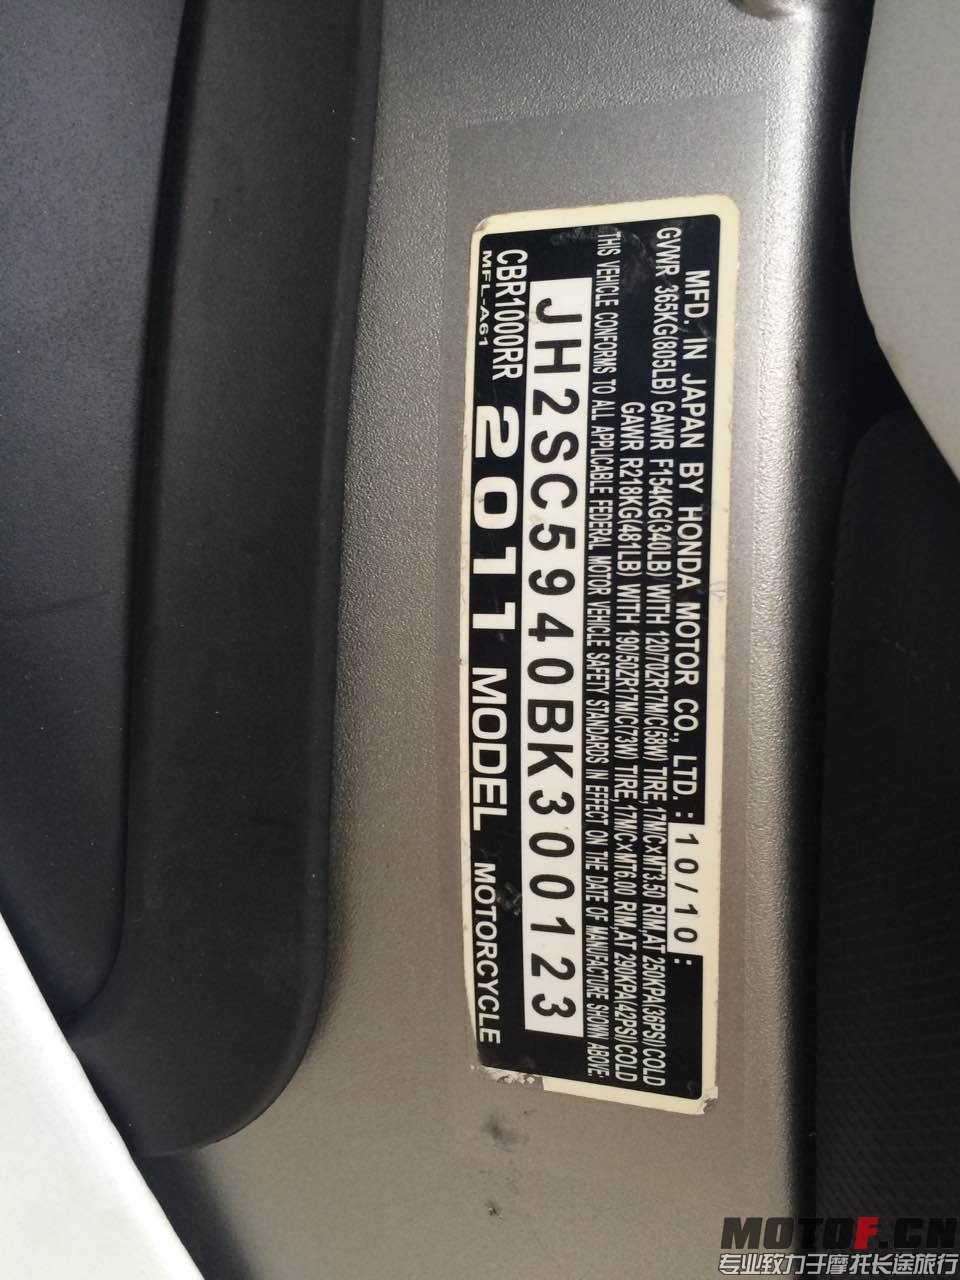 MFD. IN JAPAN BY HONDA MOTOR CO., LTD. : 10/10 :
GVWR 365KG(805LB) GAWR F154KG(340LB) WITH 120/70ZR17M/C(58W) TIRE,17M/C×MT3.50 RIM,AT 250KPA(36PSI) COLD
GAWR R218KG(481LB) WITH 190/50ZR17M/C(73W) TIRE,17M/C×MT6.00 RIM,AT 290KPA(42PSI) COLD
THIS VEHICLE CONFORMS TO ALL APPLICABLE FEDERAL MOTOR VEHICLE SAFETY STANDARDS IN EFFECT ON THE DATE OF MANUFACTURE SHOWN ABOVE.
JH2SC5940BK300123
CBR1000RR 2011 MODEL MOTORCYCLE
MFL-A61
MOTOF.CN
专业致力于摩托长途旅行